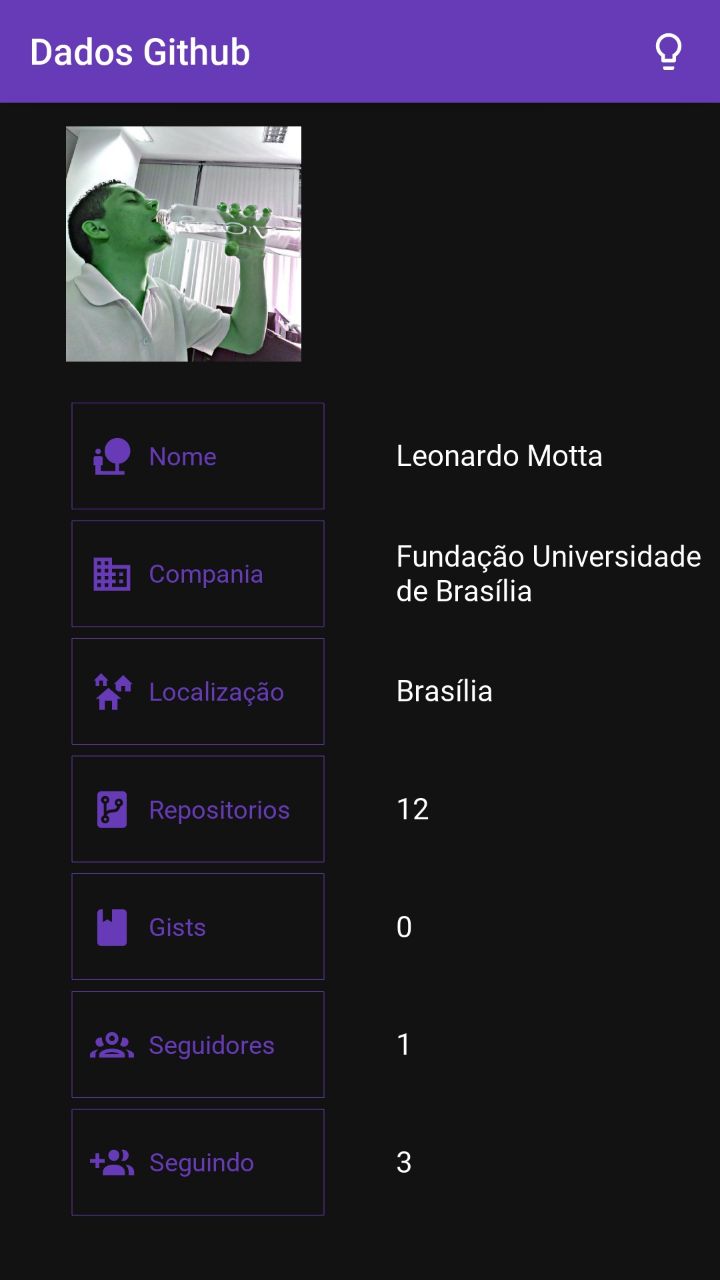 Dados Github
Nome
Leonardo Motta
Compania
Fundação Universidade
de Brasília
Localização
Brasília
Repositorios
12
Gists
0
Seguidores
1
Seguindo
3